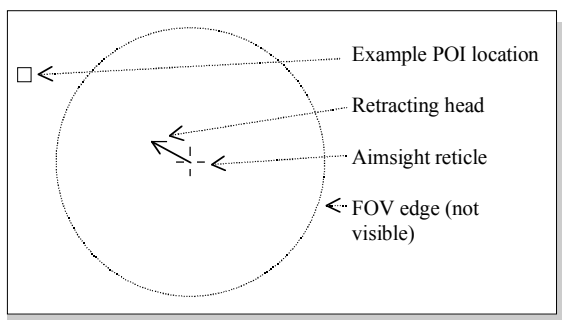 Example POI location
Retracting head
Aimsight reticle
FOV edge (not
visible)